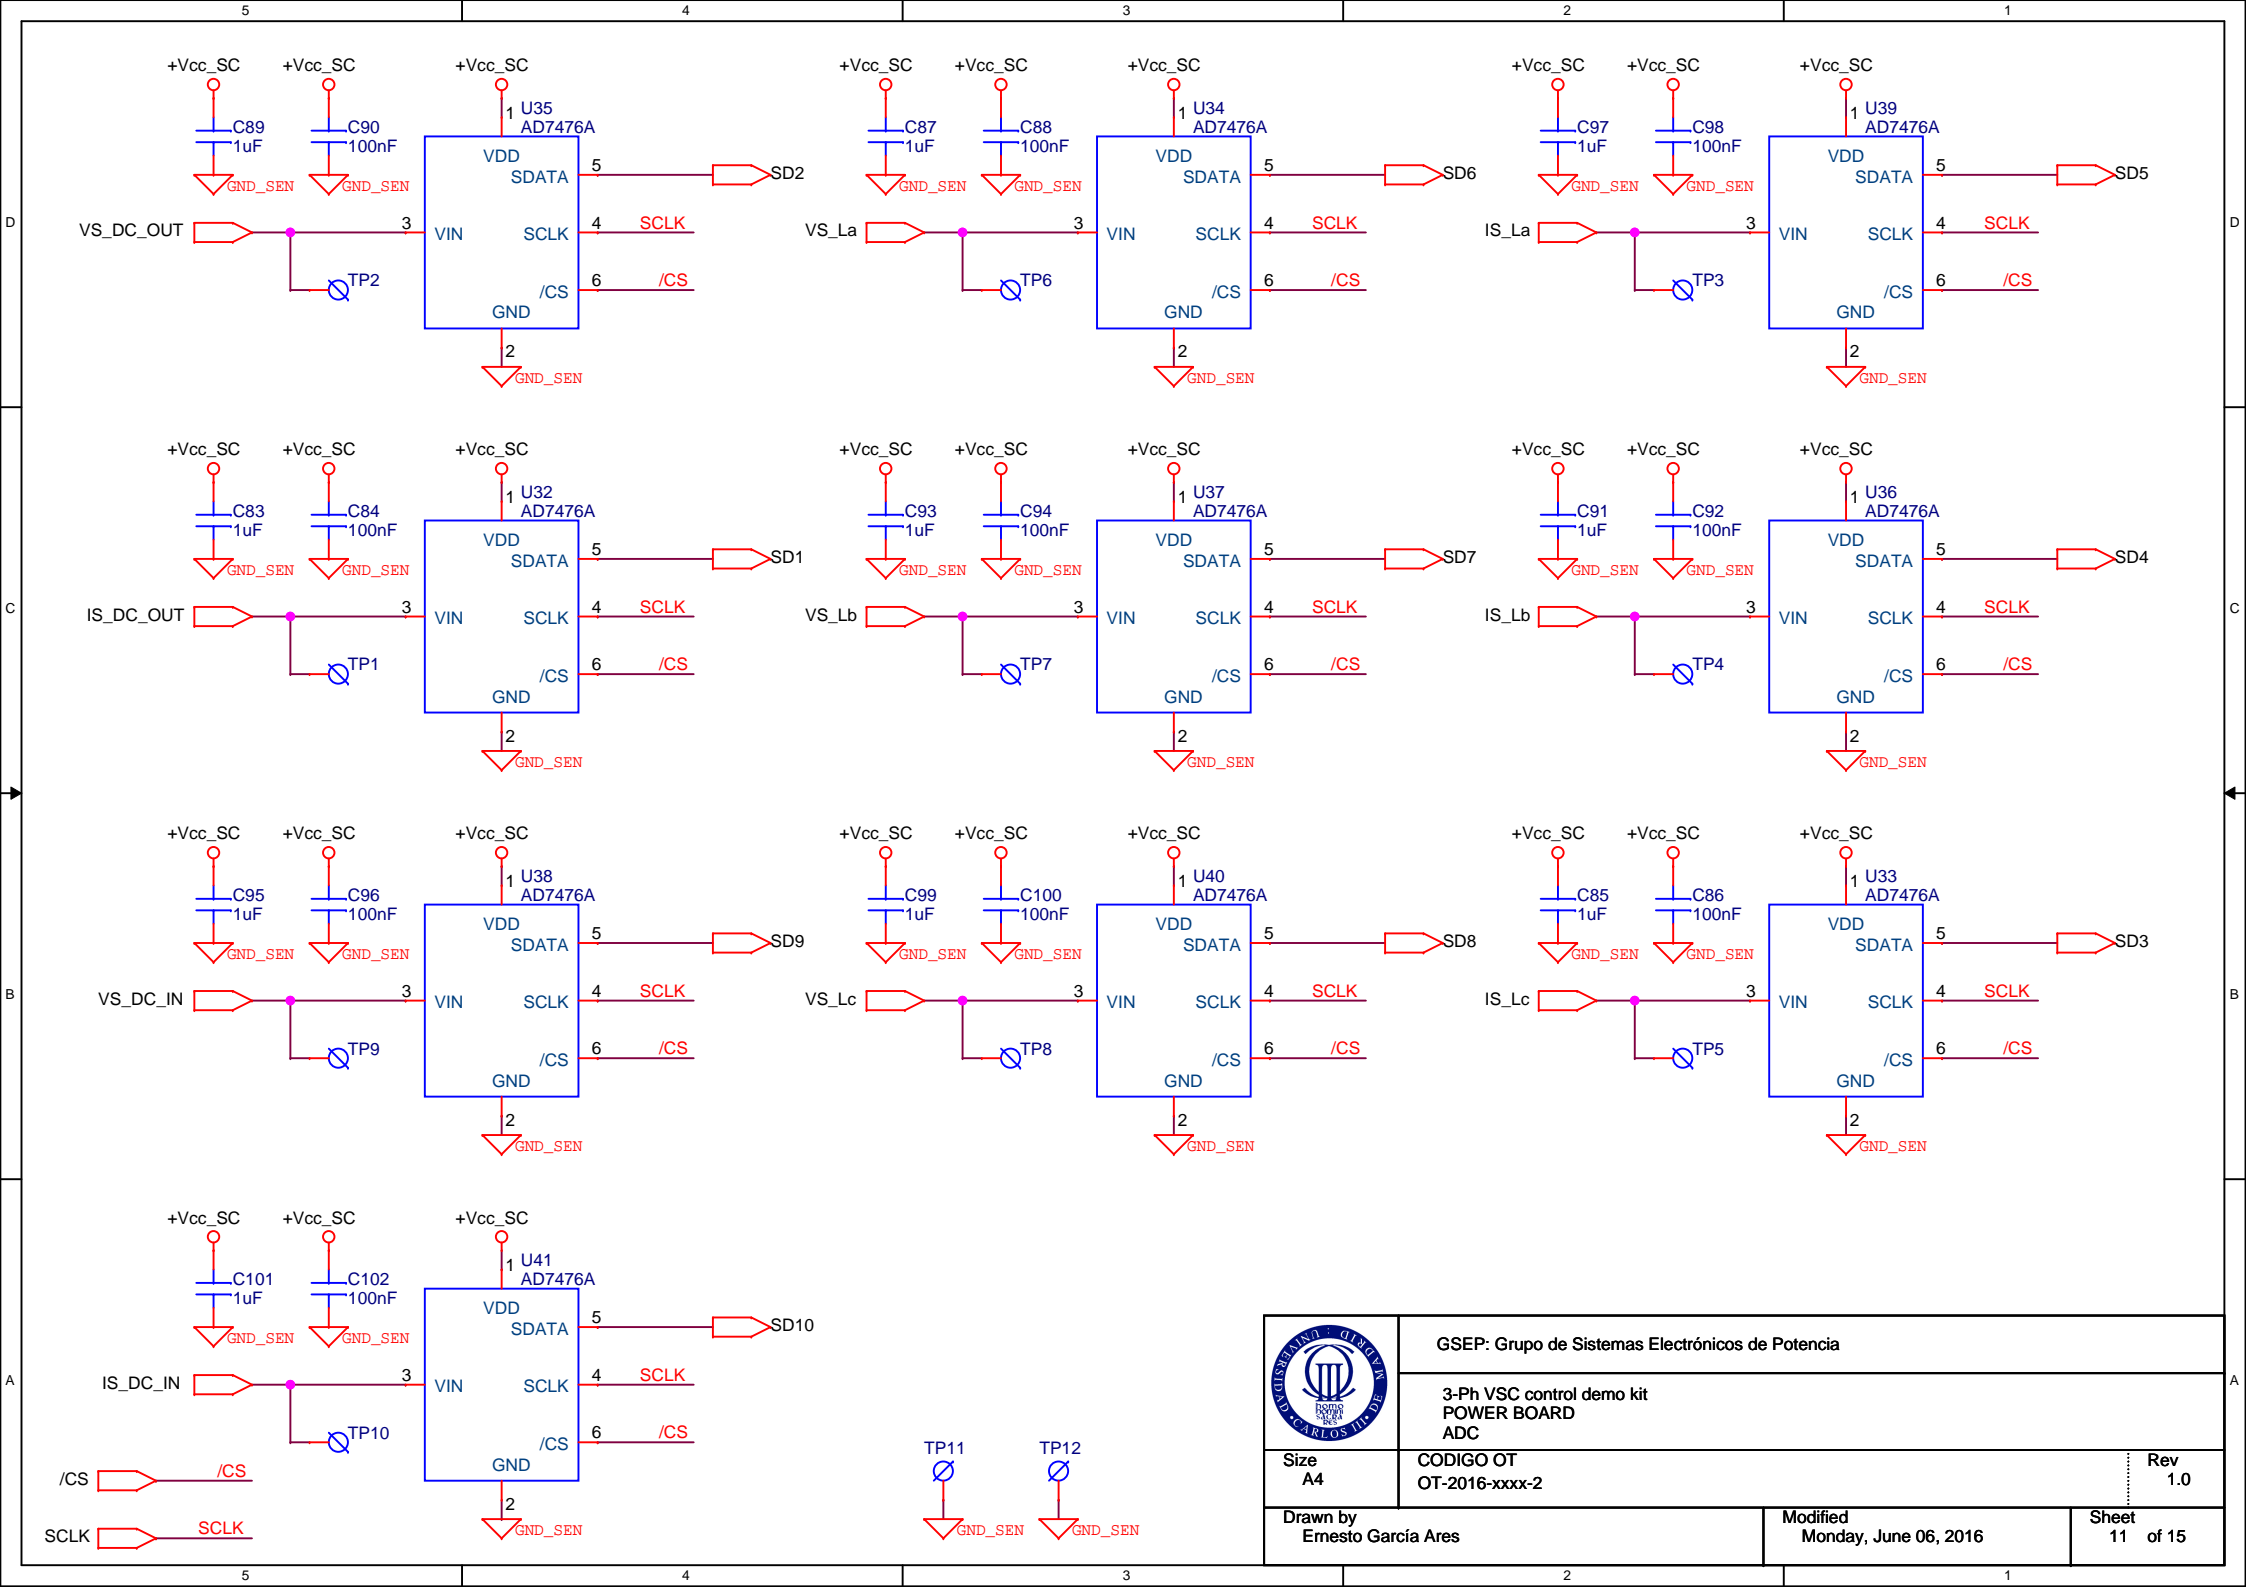 5 4 3 2 1
D D
C C
B B
A A
+Vcc_SC +Vcc_SC +Vcc_SC
C89 1uF
C90 100nF
GND_SEN GND_SEN
1 U35
AD7476A
VDD
SDATA 5 SD2
VS_DC_OUT 3 VIN
SCLK 4 SCLK
TP2
/CS 6 /CS
GND
2
GND_SEN
+Vcc_SC +Vcc_SC +Vcc_SC
C87 1uF
C88 100nF
GND_SEN GND_SEN
1 U34
AD7476A
VDD
SDATA 5 SD6
VS_La 3 VIN
SCLK 4 SCLK
TP6
/CS 6 /CS
GND
2
GND_SEN
+Vcc_SC +Vcc_SC +Vcc_SC
C97 1uF
C98 100nF
GND_SEN GND_SEN
1 U39
AD7476A
VDD
SDATA 5 SD5
IS_La 3 VIN
SCLK 4 SCLK
TP3
/CS 6 /CS
GND
2
GND_SEN
+Vcc_SC +Vcc_SC +Vcc_SC
C83 1uF
C84 100nF
GND_SEN GND_SEN
1 U32
AD7476A
VDD
SDATA 5 SD1
IS_DC_OUT 3 VIN
SCLK 4 SCLK
TP1
/CS 6 /CS
GND
2
GND_SEN
+Vcc_SC +Vcc_SC +Vcc_SC
C93 1uF
C94 100nF
GND_SEN GND_SEN
1 U37
AD7476A
VDD
SDATA 5 SD7
VS_Lb 3 VIN
SCLK 4 SCLK
TP7
/CS 6 /CS
GND
2
GND_SEN
+Vcc_SC +Vcc_SC +Vcc_SC
C91 1uF
C92 100nF
GND_SEN GND_SEN
1 U36
AD7476A
VDD
SDATA 5 SD4
IS_Lb 3 VIN
SCLK 4 SCLK
TP4
/CS 6 /CS
GND
2
GND_SEN
+Vcc_SC +Vcc_SC +Vcc_SC
C95 1uF
C96 100nF
GND_SEN GND_SEN
1 U38
AD7476A
VDD
SDATA 5 SD9
VS_DC_IN 3 VIN
SCLK 4 SCLK
TP9
/CS 6 /CS
GND
2
GND_SEN
+Vcc_SC +Vcc_SC +Vcc_SC
C99 1uF
C100 100nF
GND_SEN GND_SEN
1 U40
AD7476A
VDD
SDATA 5 SD8
VS_Lc 3 VIN
SCLK 4 SCLK
TP8
/CS 6 /CS
GND
2
GND_SEN
+Vcc_SC +Vcc_SC +Vcc_SC
C85 1uF
C86 100nF
GND_SEN GND_SEN
1 U33
AD7476A
VDD
SDATA 5 SD3
IS_Lc 3 VIN
SCLK 4 SCLK
TP5
/CS 6 /CS
GND
2
GND_SEN
+Vcc_SC +Vcc_SC +Vcc_SC
C101 1uF
C102 100nF
GND_SEN GND_SEN
1 U41
AD7476A
VDD
SDATA 5 SD10
IS_DC_IN 3 VIN
SCLK 4 SCLK
TP10
/CS 6 /CS
GND
2
GND_SEN
/CS /CS
SCLK SCLK
TP11 TP12
GND_SEN GND_SEN
UNIVERSIDAD · CARLOS III · DE MADRID
homo homini sacra res
GSEP: Grupo de Sistemas Electrónicos de Potencia
3-Ph VSC control demo kit
POWER BOARD
ADC
Size A4
CODIGO OT
OT-2016-xxxx-2
Rev 1.0
Drawn by
Ernesto García Ares
Modified
Monday, June 06, 2016
Sheet
11 of 15
5 4 3 2 1